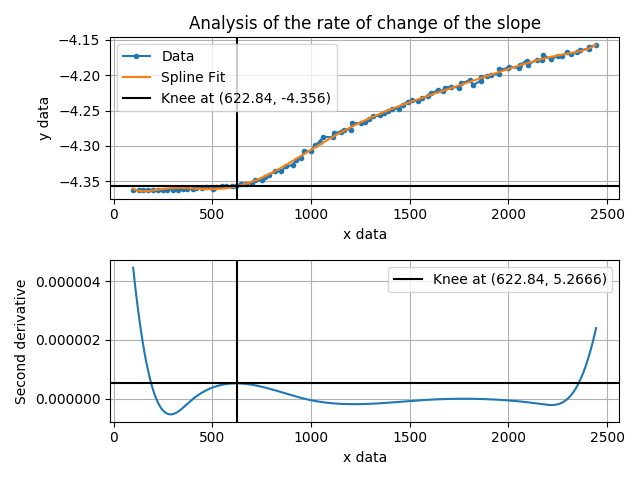 Analysis of the rate of change of the slope
−4.15
−4.20
−4.25
−4.30
−4.35
y data
Data
Spline Fit
Knee at (622.84, -4.356)
0 500 1000 1500 2000 2500
x data
0.000004
0.000002
0.000000
Second derivative
Knee at (622.84, 5.2666)
0 500 1000 1500 2000 2500
x data